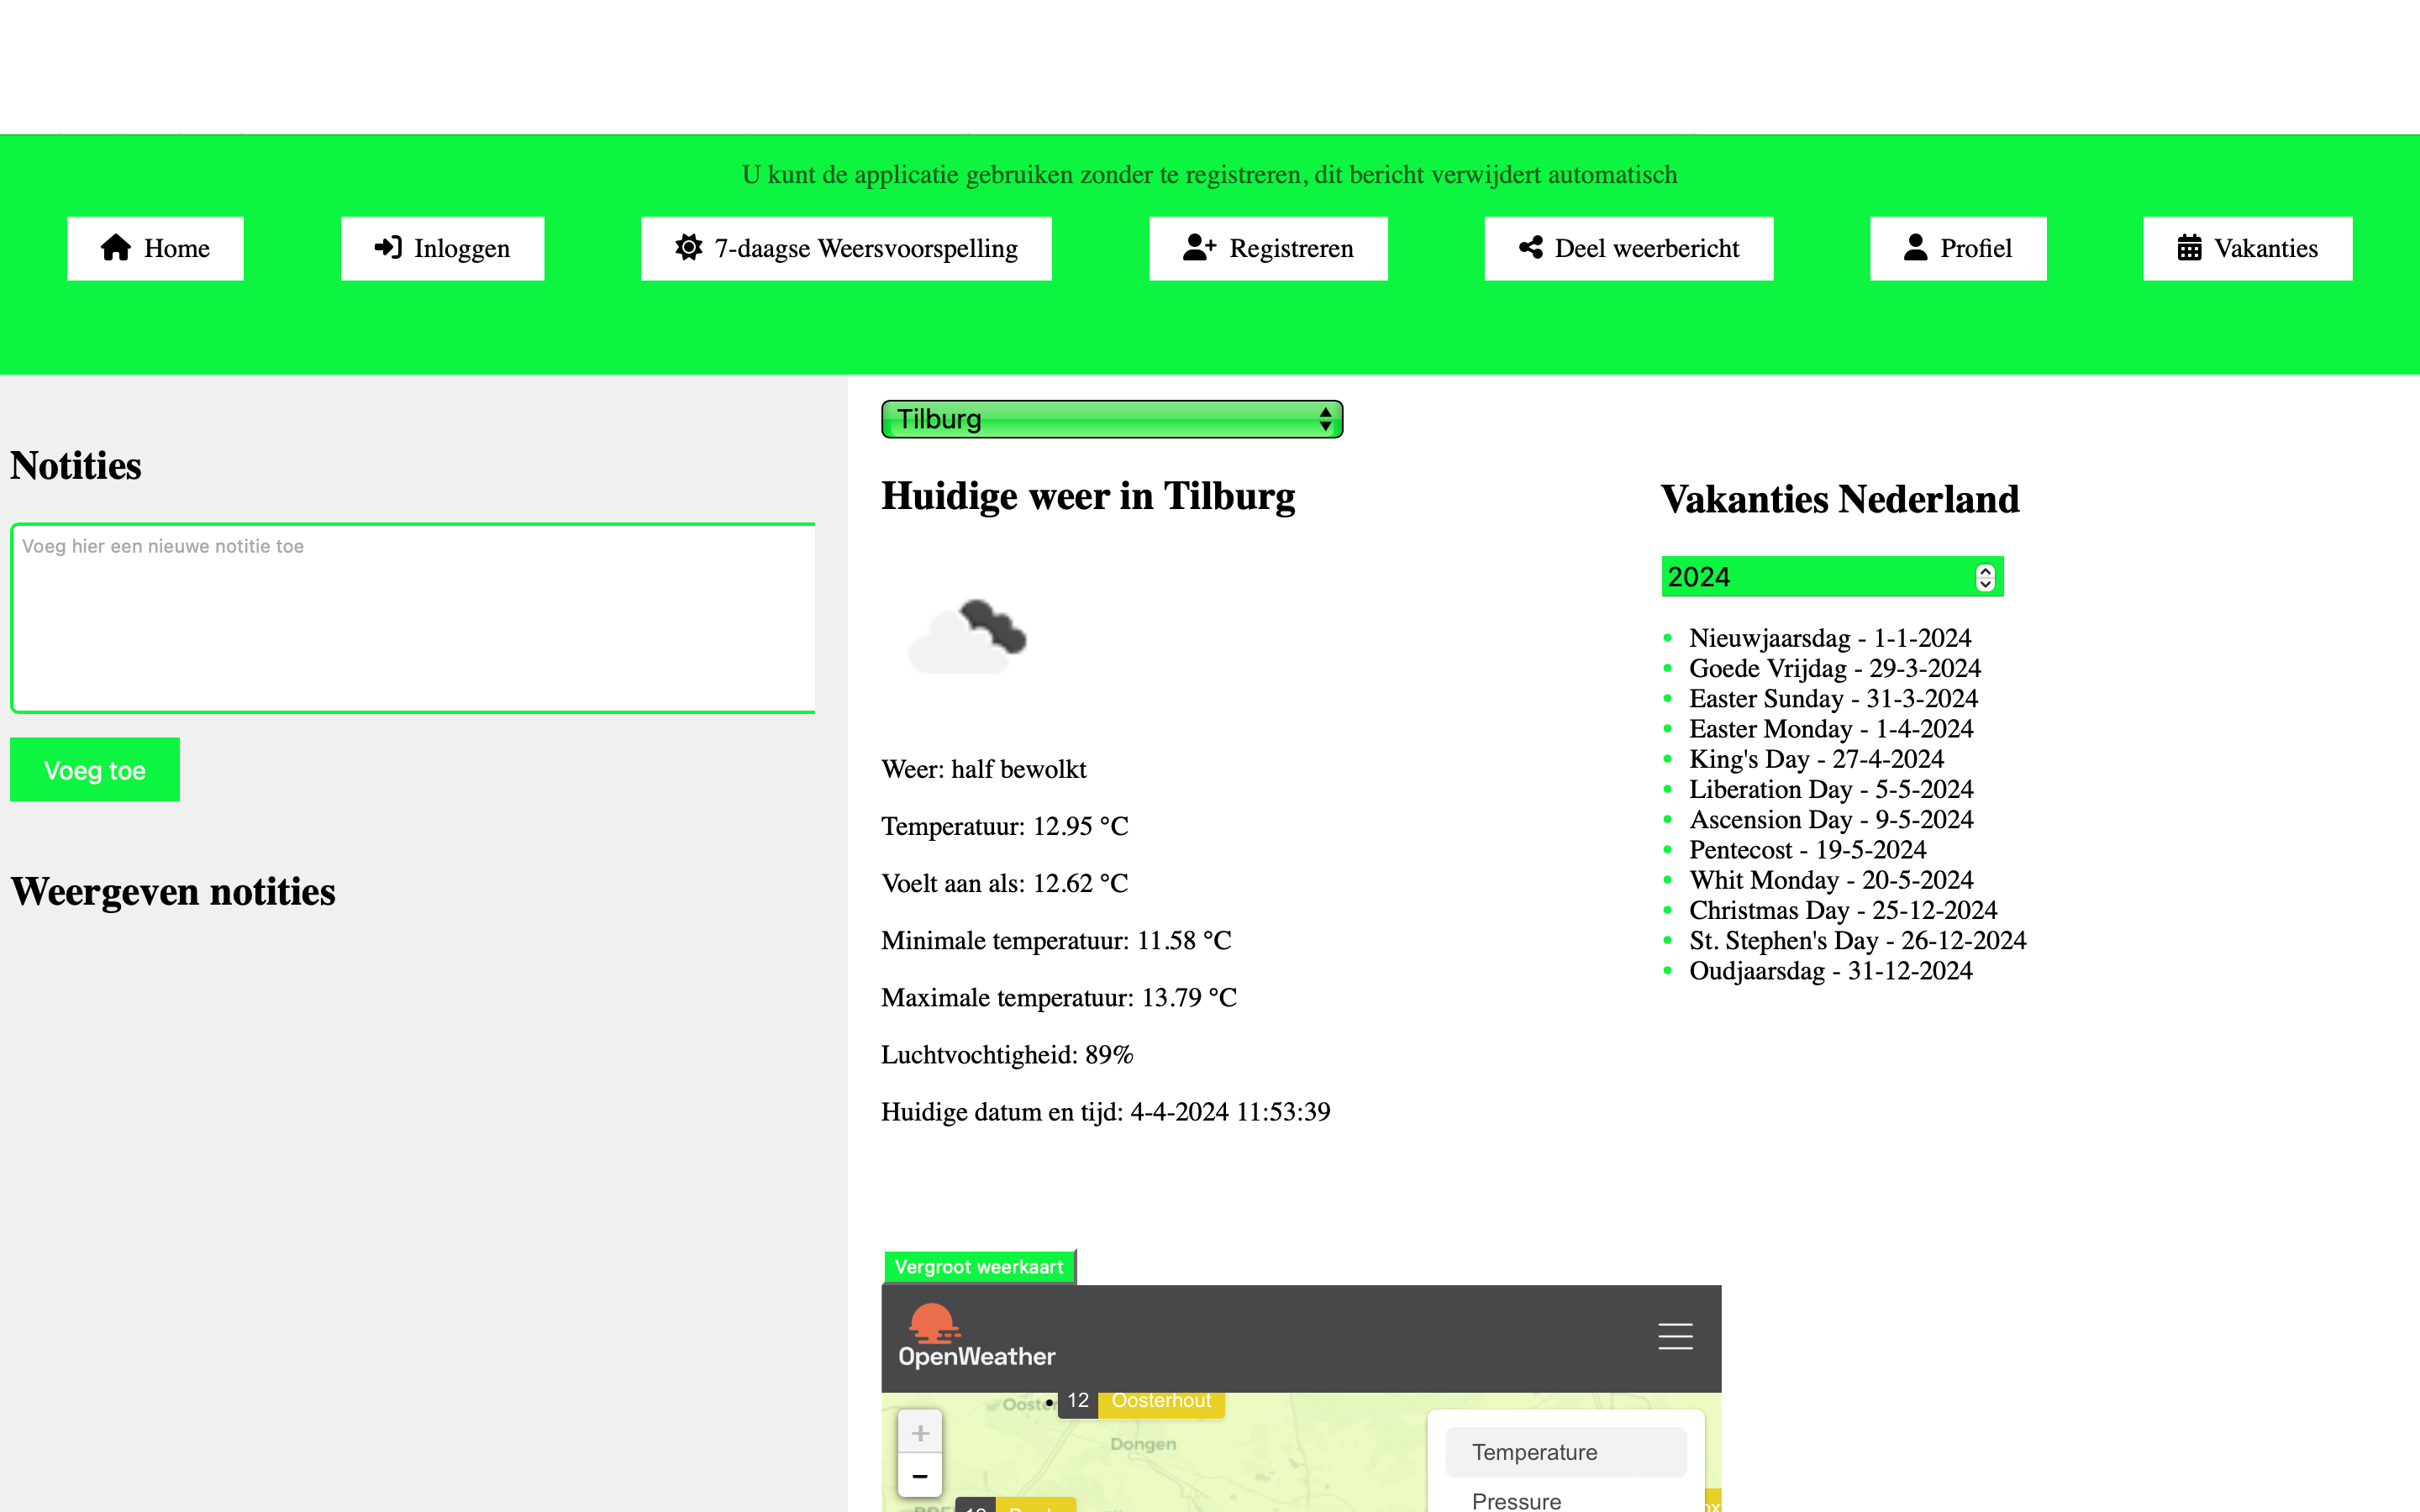 U kunt de applicatie gebruiken zonder te registreren, dit bericht verwijdert automatisch
Home
Inloggen
7-daagse Weersvoorspelling
Registreren
Deel weerbericht
Profiel
Vakanties
Notities
Voeg hier een nieuwe notitie toe
Voeg toe
Weergeven notities
Tilburg
Huidige weer in Tilburg
Weer: half bewolkt
Temperatuur: 12.95 °C
Voelt aan als: 12.62 °C
Minimale temperatuur: 11.58 °C
Maximale temperatuur: 13.79 °C
Luchtvochtigheid: 89%
Huidige datum en tijd: 4-4-2024 11:53:39
Vakanties Nederland
2024
Nieuwjaarsdag - 1-1-2024
Goede Vrijdag - 29-3-2024
Easter Sunday - 31-3-2024
Easter Monday - 1-4-2024
King's Day - 27-4-2024
Liberation Day - 5-5-2024
Ascension Day - 9-5-2024
Pentecost - 19-5-2024
Whit Monday - 20-5-2024
Christmas Day - 25-12-2024
St. Stephen's Day - 26-12-2024
Oudjaarsdag - 31-12-2024
Vergroot weerkaart
OpenWeather
12 Oosterhout
Dongen
+
−
Temperature
Pressure